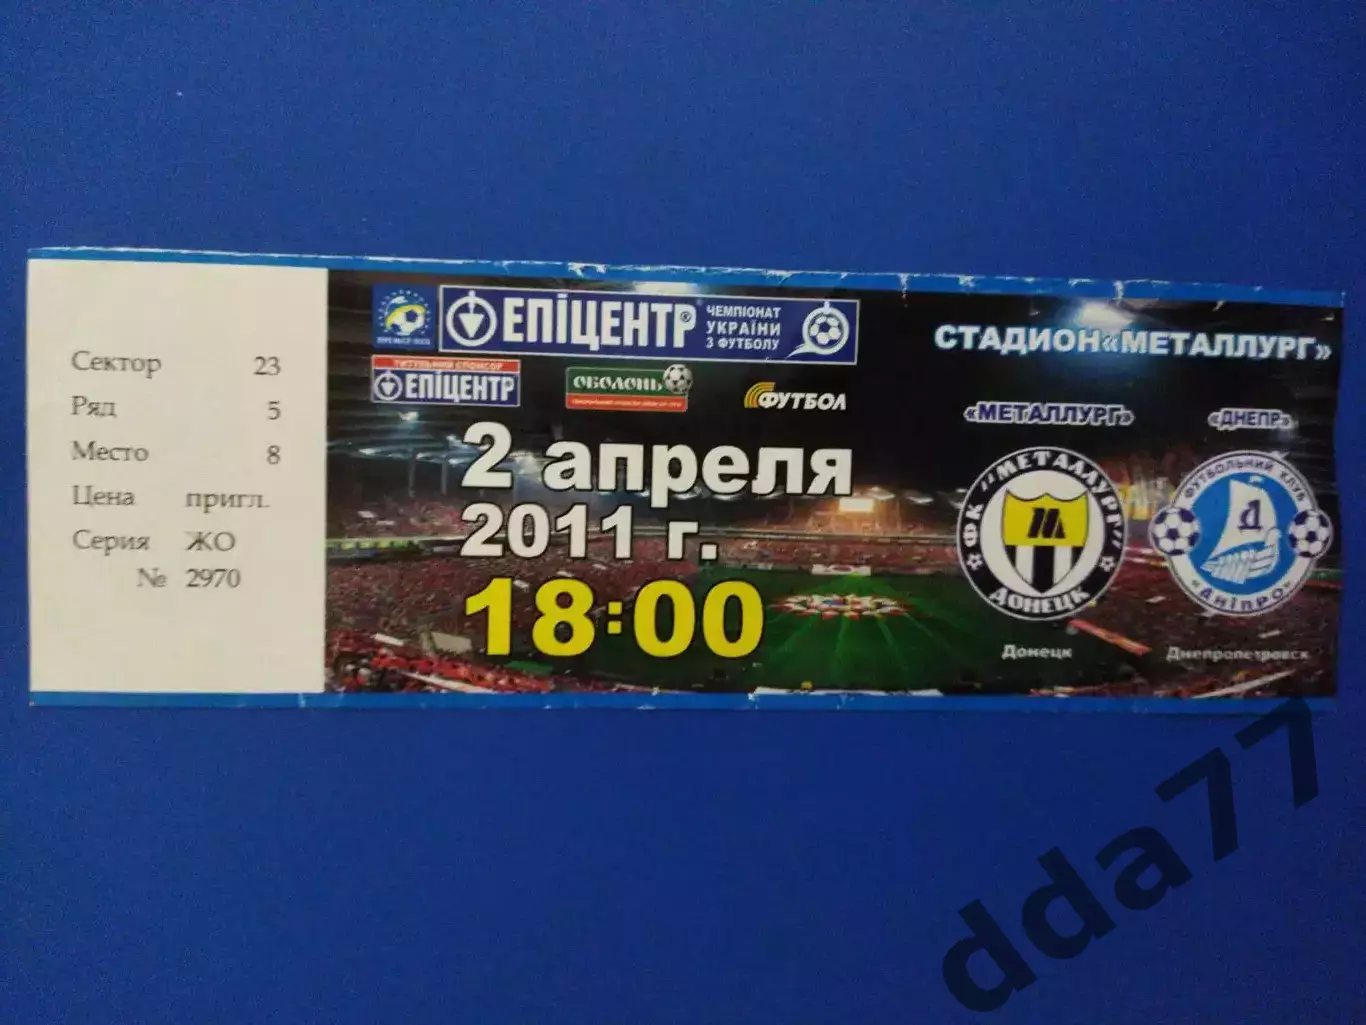 Сектор 23
Ряд 5
Место 8
Цена пригл.
Серия ЖО
№ 2970
ЕПІЦЕНТР®
ЧЕМПІОНАТ
УКРАЇНИ
З ФУТБОЛУ
ТИТУЛЬНИЙ СПОНСОР
ЕПІЦЕНТР
ОБОЛОНЬ
ФУТБОЛ
2 апреля
2011 г.
18:00
СТАДИОН «МЕТАЛЛУРГ»
«МЕТАЛЛУРГ»
«ДНЕПР»
ФК "МЕТАЛЛУРГ"
М
ДОНЕЦК
ФУТБОЛЬНИЙ КЛУБ
Д
«ДНІПРО»
Донецк
Днепропетровск
dda77